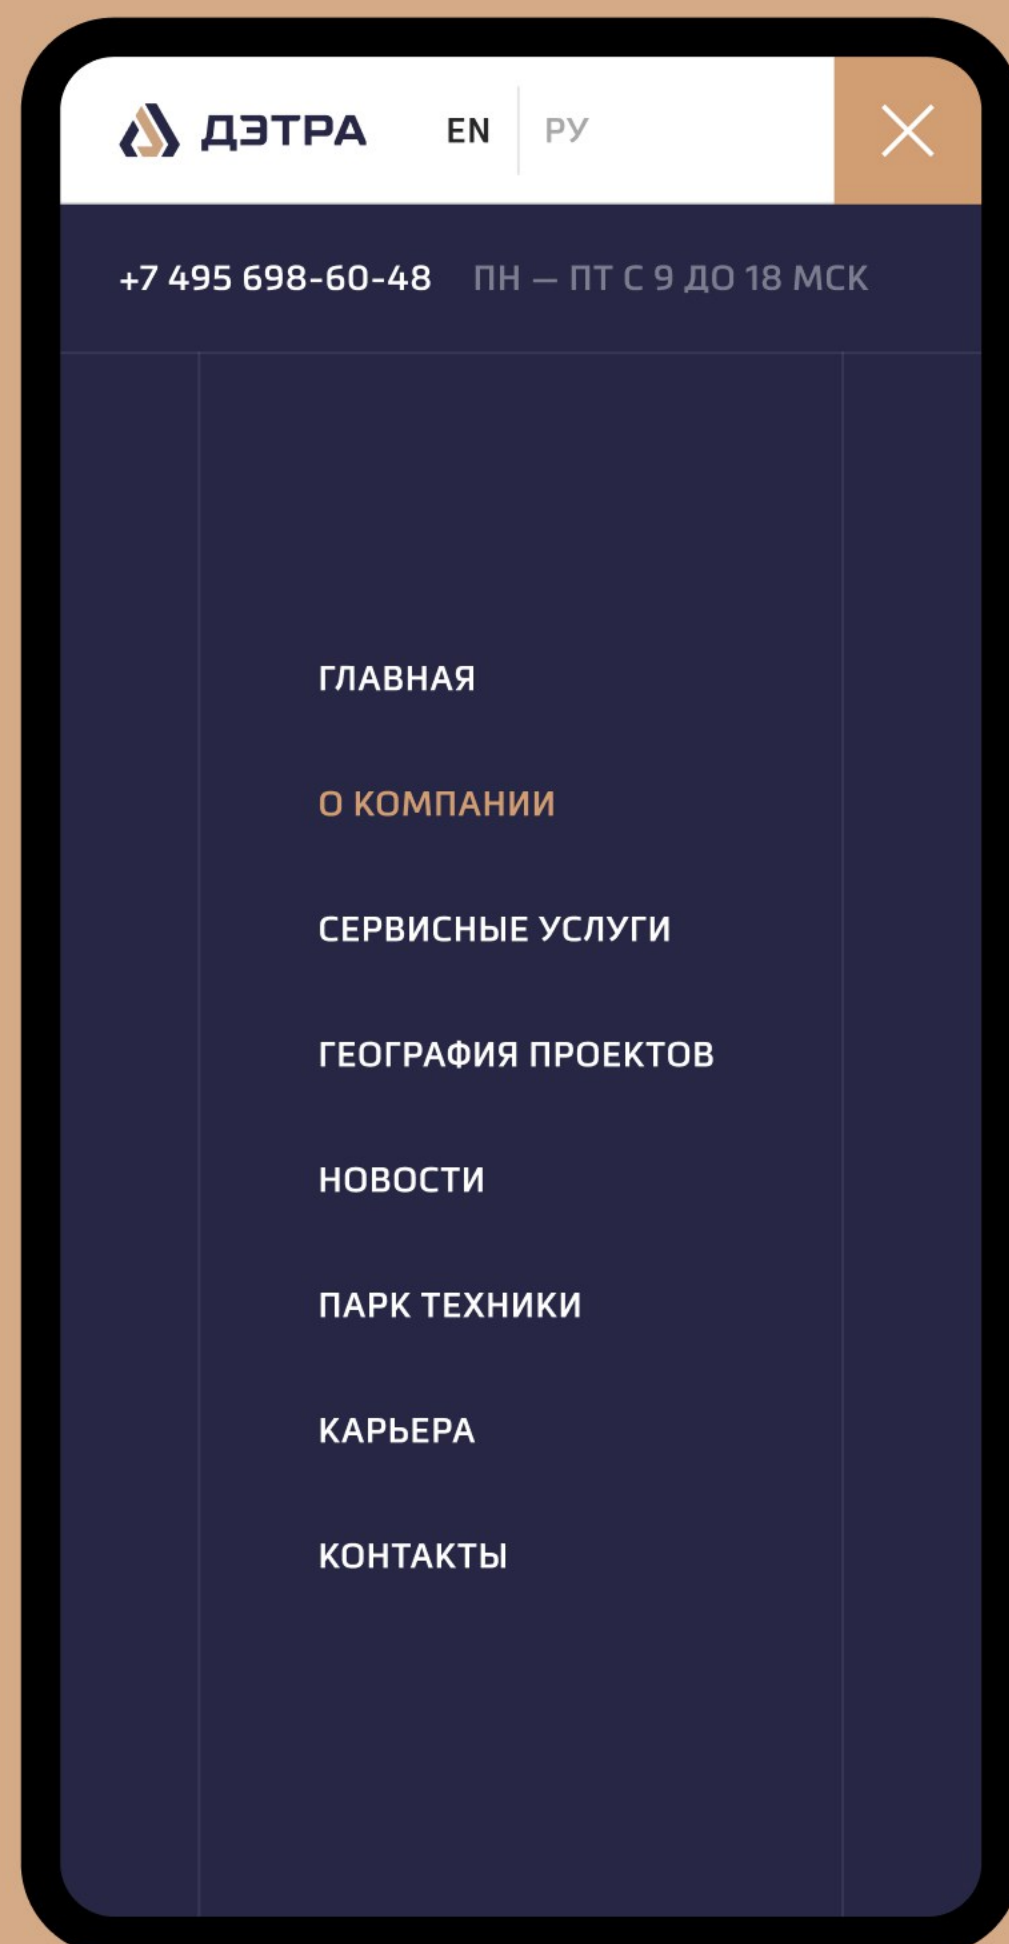 ДЭТРА EN РУ
+7 495 698-60-48 ПН — ПТ С 9 ДО 18 МСК
ГЛАВНАЯ
О КОМПАНИИ
СЕРВИСНЫЕ УСЛУГИ
ГЕОГРАФИЯ ПРОЕКТОВ
НОВОСТИ
ПАРК ТЕХНИКИ
КАРЬЕРА
КОНТАКТЫ